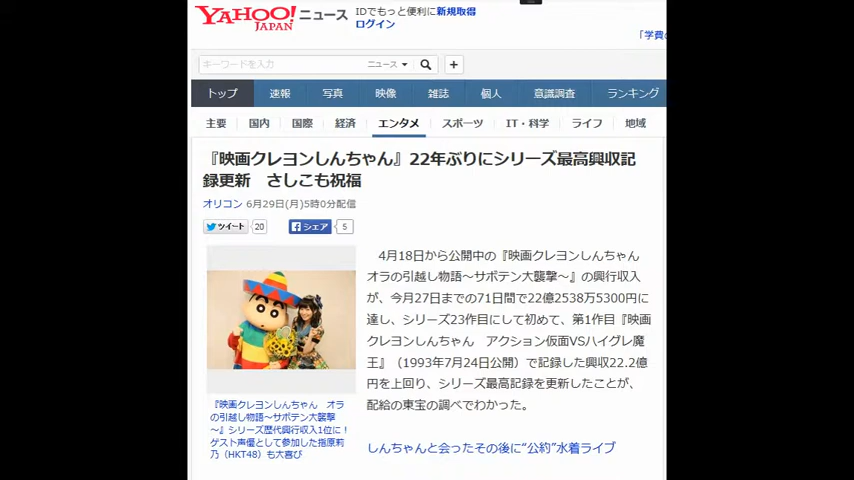 YAHOO! ニュース
JAPAN
IDでもっと便利に新規取得
ログイン
「学費
キーワードを入力
ニュース
トップ 速報 写真 映像 雑誌 個人 意識調査 ランキング
主要 国内 国際 経済 エンタメ スポーツ IT・科学 ライフ 地域
『映画クレヨンしんちゃん』22年ぶりにシリーズ最高興収記
録更新　さしこも祝福
オリコン 6月29日(月)5時0分配信
ツイート 20 シェア 5
4月18日から公開中の『映画クレヨンしんちゃん
オラの引越し物語～サボテン大襲撃～』の興行収入
が、今月27日までの71日間で22億2538万5300円に
達し、シリーズ23作目にして初めて、第1作目『映画
クレヨンしんちゃん　アクション仮面VSハイグレ魔
王』（1993年7月24日公開）で記録した興収22.2億
円を上回り、シリーズ最高記録を更新したことが、
配給の東宝の調べでわかった。
『映画クレヨンしんちゃん　オラ
の引越し物語～サボテン大襲撃
～』シリーズ歴代興行収入1位に！
ゲスト声優として参加した指原莉
乃（HKT48）も大喜び
しんちゃんと会ったその後に“公約”水着ライブ